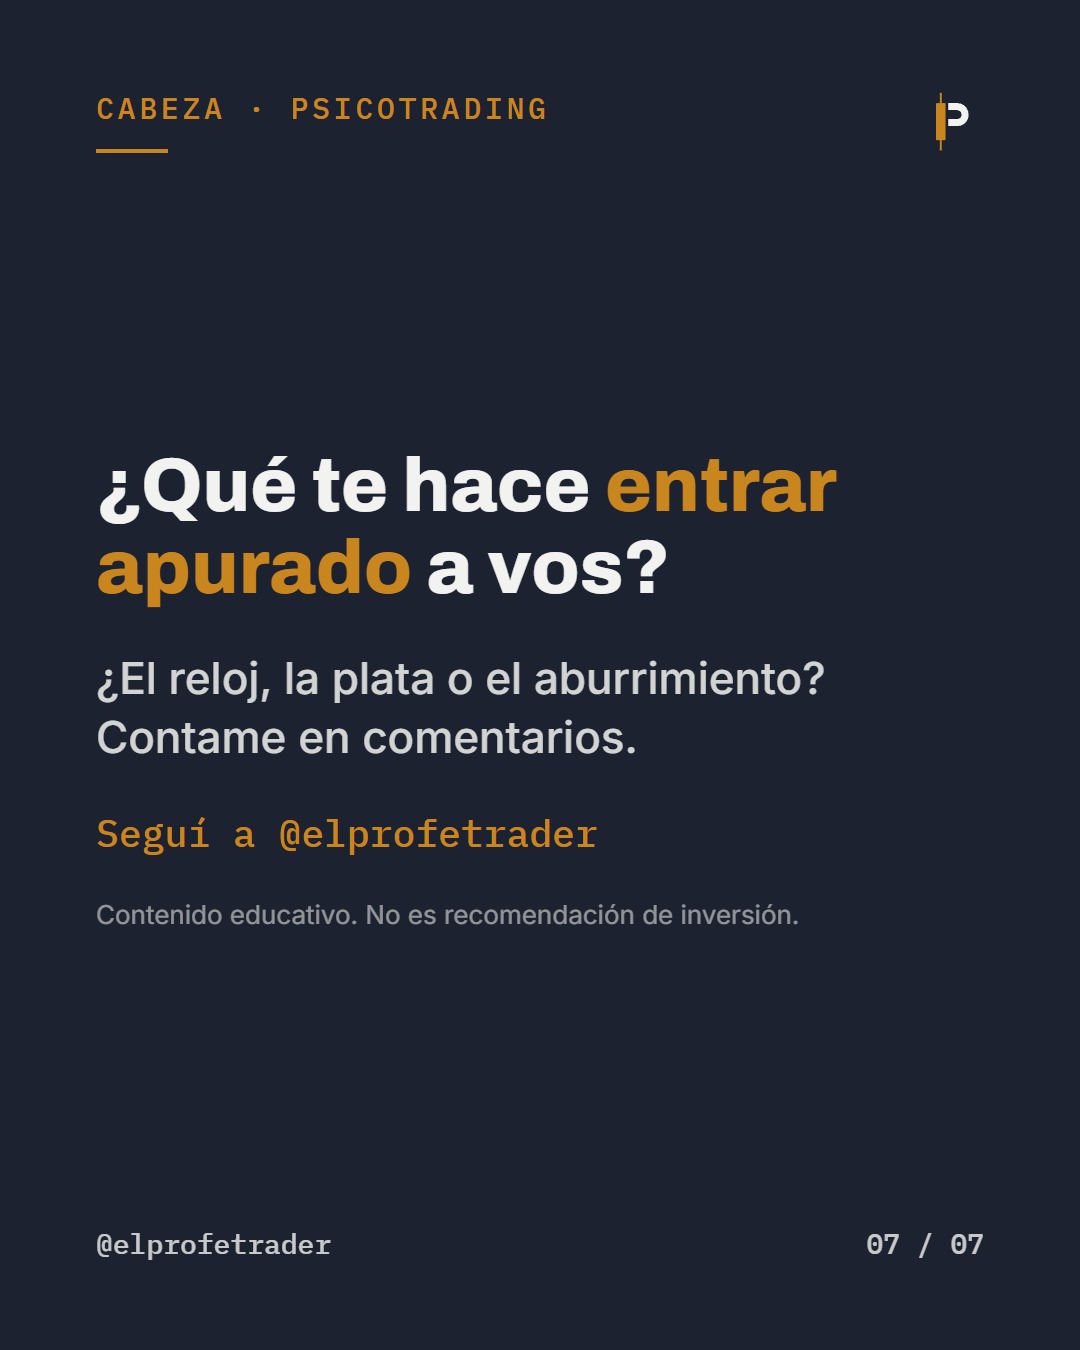 CABEZA · PSICOTRADING
P
¿Qué te hace entrar
apurado a vos?
¿El reloj, la plata o el aburrimiento?
Contame en comentarios.
Seguí a @elprofetrader
Contenido educativo. No es recomendación de inversión.
@elprofetrader
07 / 07